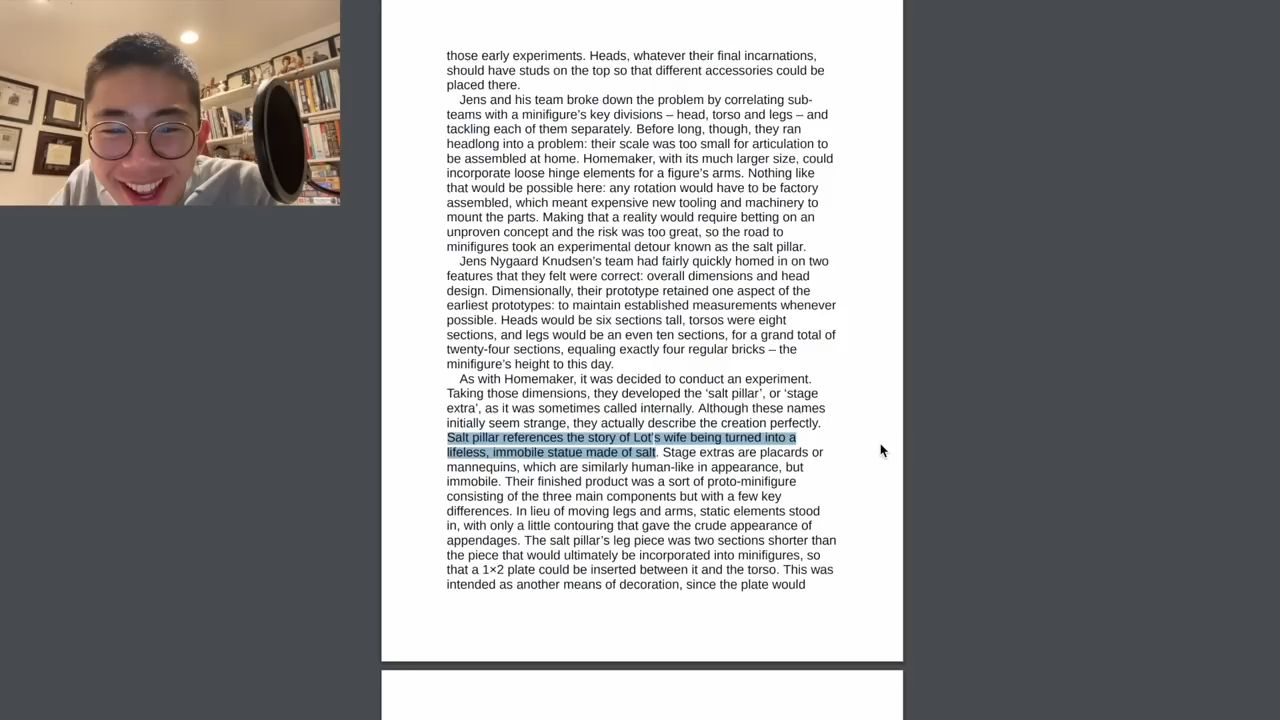 those early experiments. Heads, whatever their final incarnations,
should have studs on the top so that different accessories could be
placed there.
Jens and his team broke down the problem by correlating sub-
teams with a minifigure's key divisions – head, torso and legs – and
tackling each of them separately. Before long, though, they ran
headlong into a problem: their scale was too small for articulation to
be assembled at home. Homemaker, with its much larger size, could
incorporate loose hinge elements for a figure's arms. Nothing like
that would be possible here: any rotation would have to be factory
assembled, which meant expensive new tooling and machinery to
mount the parts. Making that a reality would require betting on an
unproven concept and the risk was too great, so the road to
minifigures took an experimental detour known as the salt pillar.
Jens Nygaard Knudsen's team had fairly quickly homed in on two
features that they felt were correct: overall dimensions and head
design. Dimensionally, their prototype retained one aspect of the
earliest prototypes: to maintain established measurements whenever
possible. Heads would be six sections tall, torsos were eight
sections, and legs would be an even ten sections, for a grand total of
twenty-four sections, equaling exactly four regular bricks – the
minifigure's height to this day.
As with Homemaker, it was decided to conduct an experiment.
Taking those dimensions, they developed the 'salt pillar', or 'stage
extra', as it was sometimes called internally. Although these names
initially seem strange, they actually describe the creation perfectly.
Salt pillar references the story of Lot's wife being turned into a
lifeless, immobile statue made of salt. Stage extras are placards or
mannequins, which are similarly human-like in appearance, but
immobile. Their finished product was a sort of proto-minifigure
consisting of the three main components but with a few key
differences. In lieu of moving legs and arms, static elements stood
in, with only a little contouring that gave the crude appearance of
appendages. The salt pillar's leg piece was two sections shorter than
the piece that would ultimately be incorporated into minifigures, so
that a 1×2 plate could be inserted between it and the torso. This was
intended as another means of decoration, since the plate would